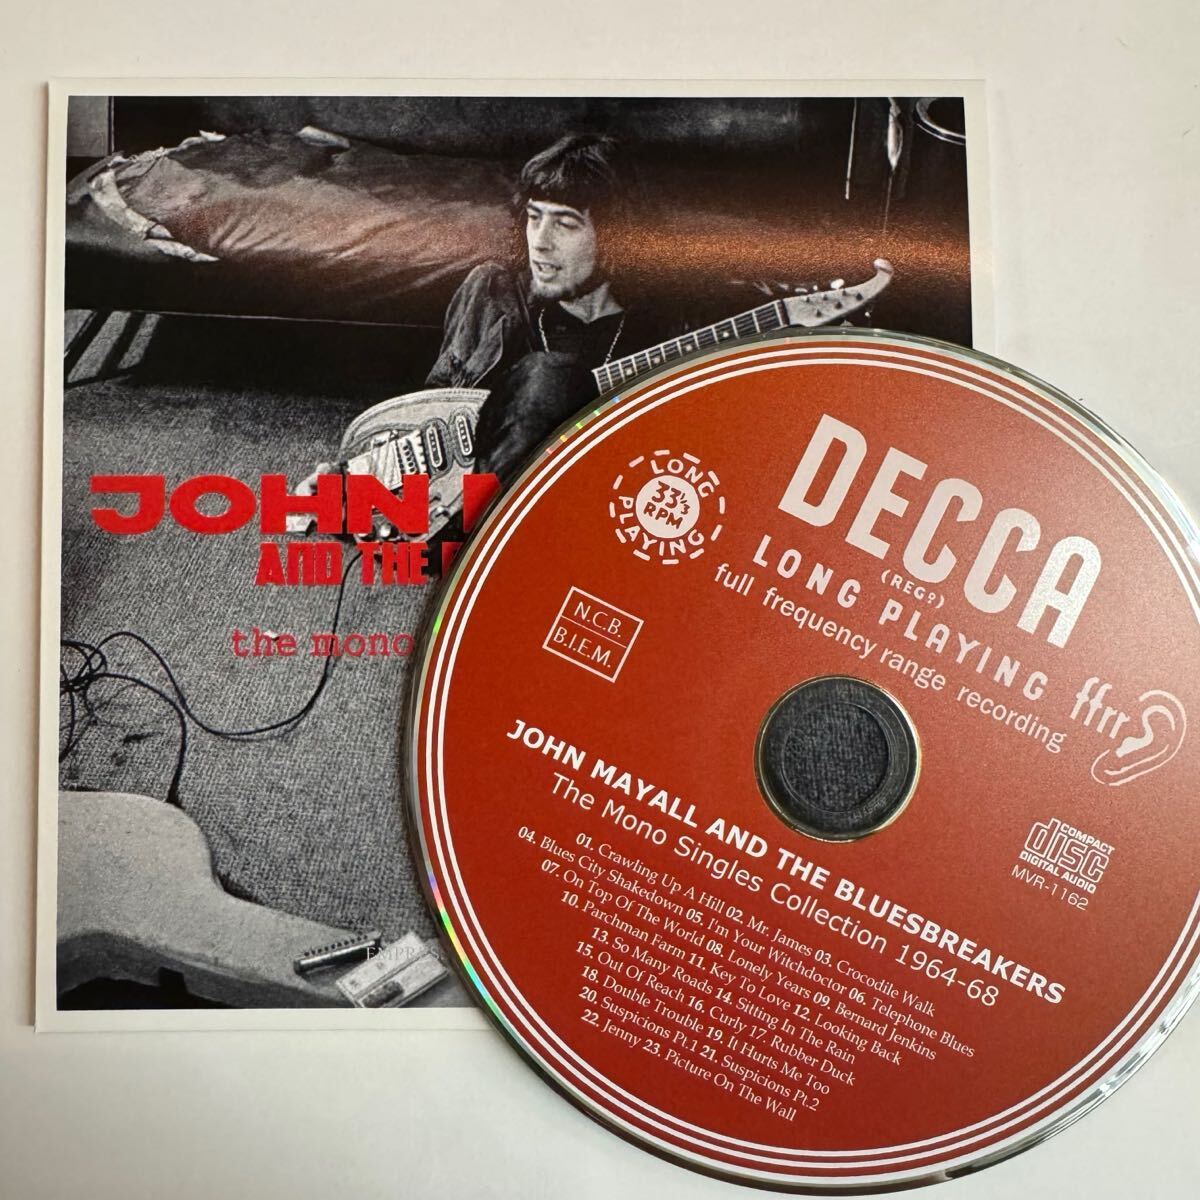 JOHN M
AND THE B
the mono
EMPR
DECCA
(REGD)
LONG PLAYING
full frequency range recording
ffrr
LONG
33⅓
RPM
PLAYING
N.C.B.
B.I.E.M.
COMPACT
disc
DIGITAL AUDIO
MVR-1162
JOHN MAYALL AND THE BLUESBREAKERS
The Mono Singles Collection 1964-68
01. Crawling Up A Hill 02. Mr. James 03. Crocodile Walk
04. Blues City Shakedown 05. I'm Your Witchdoctor 06. Telephone Blues
07. On Top Of The World 08. Lonely Years 09. Bernard Jenkins
10. Parchman Farm 11. Key To Love 12. Looking Back
13. So Many Roads 14. Sitting In The Rain
15. Out Of Reach 16. Curly 17. Rubber Duck
18. Double Trouble 19. It Hurts Me Too
20. Suspicions Pt.1 21. Suspicions Pt.2
22. Jenny 23. Picture On The Wall